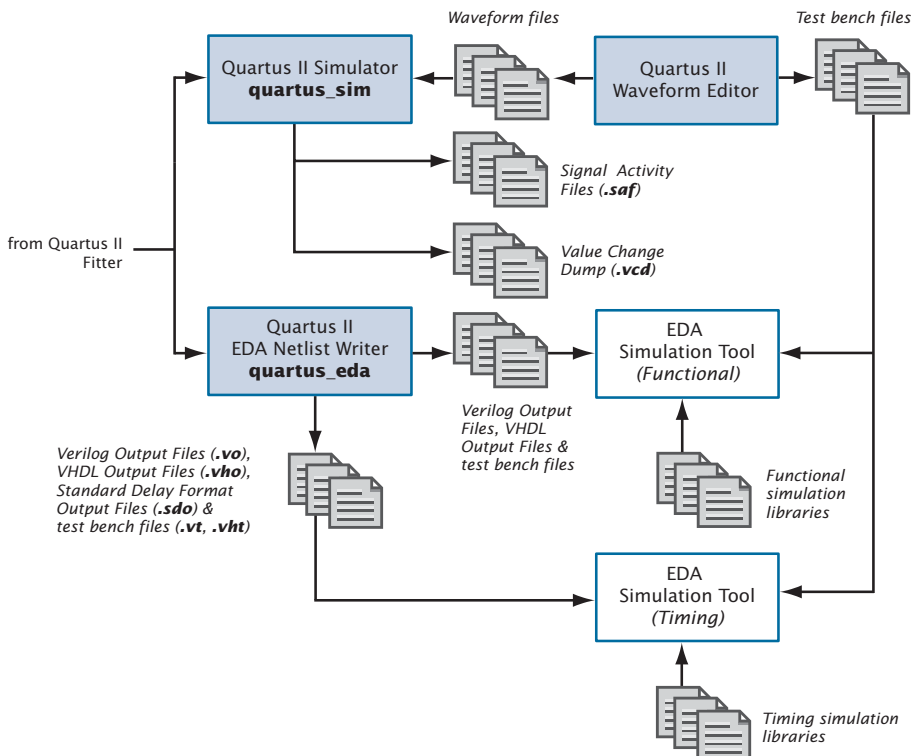 Waveform files
Test bench files
Quartus II Simulator
quartus_sim
Quartus II
Waveform Editor
Signal Activity
Files (.saf)
from Quartus II
Fitter
Value Change
Dump (.vcd)
Quartus II
EDA Netlist Writer
quartus_eda
EDA
Simulation Tool
(Functional)
Verilog Output
Files, VHDL
Output Files &
test bench files
Verilog Output Files (.vo),
VHDL Output Files (.vho),
Standard Delay Format
Output Files (.sdo) &
test bench files (.vt, .vht)
Functional
simulation
libraries
EDA
Simulation Tool
(Timing)
Timing simulation
libraries